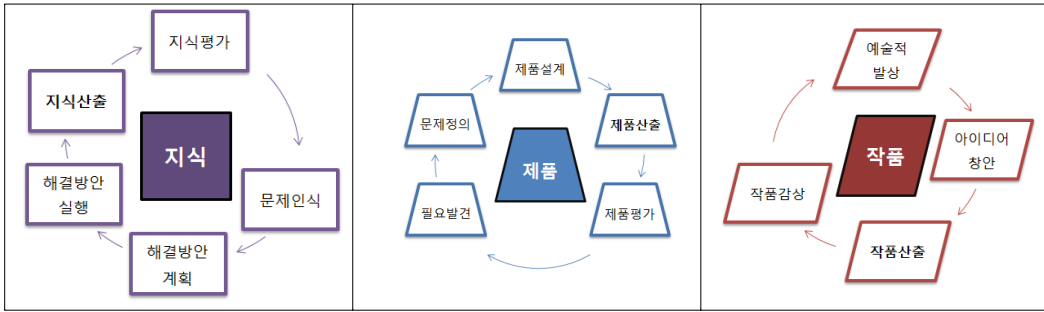 지식평가
지식산출
지식
해결방안
실행
문제인식
해결방안
계획
제품설계
문제정의
제품산출
제품
필요발견
제품평가
예술적
발상
작품
아이디어
창안
작품감상
작품산출